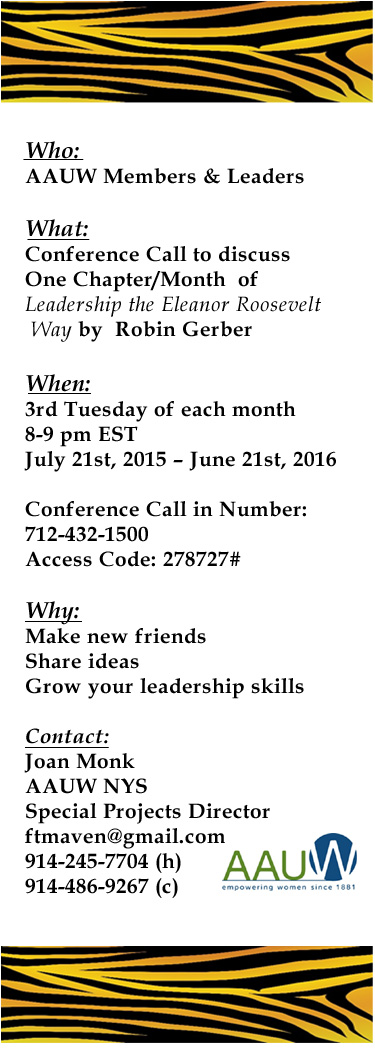 Who:
AAUW Members & Leaders
What:
Conference Call to discuss
One Chapter/Month of
Leadership the Eleanor Roosevelt
Way by Robin Gerber
When:
3rd Tuesday of each month
8-9 pm EST
July 21st, 2015 – June 21st, 2016
Conference Call in Number:
712-432-1500
Access Code: 278727#
Why:
Make new friends
Share ideas
Grow your leadership skills
Contact:
Joan Monk
AAUW NYS
Special Projects Director
ftmaven@gmail.com
914-245-7704 (h)
914-486-9267 (c)
AAUW
empowering women since 1881